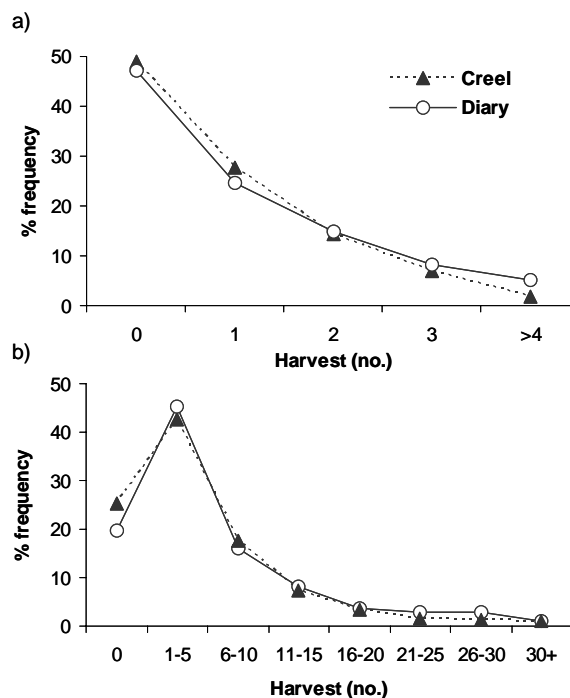 a)
50
40
30
20
10
0
% frequency
Creel
Diary
0 1 2 3 >4
Harvest (no.)
b)
50
40
30
20
10
0
% frequency
0 1-5 6-10 11-15 16-20 21-25 26-30 30+
Harvest (no.)